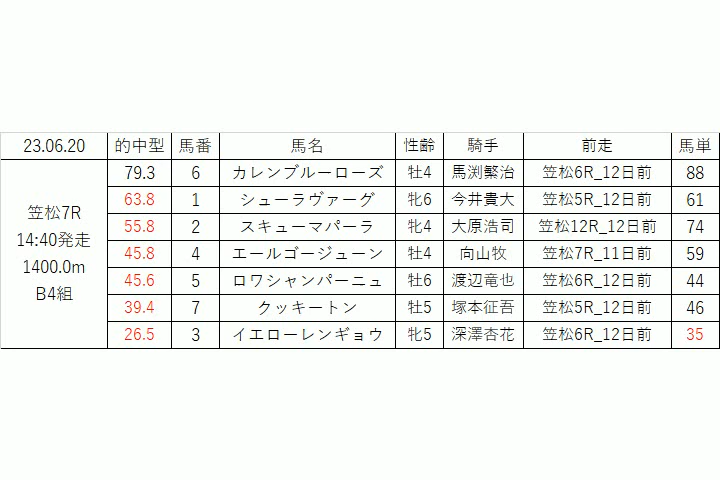 23.06.20 的中型 馬番 馬名 性齢 騎手 前走 馬単
笠松7R
14:40発走
1400.0m
B4組
79.3 6 カレンブルーローズ 牡4 馬渕繁治 笠松6R_12日前 88
63.8 1 シューラヴァーグ 牝6 今井貴大 笠松5R_12日前 61
55.8 2 スキューマパーラ 牝4 大原浩司 笠松12R_12日前 74
45.8 4 エールゴージューン 牡4 向山牧 笠松7R_11日前 59
45.6 5 ロワシャンパーニュ 牡6 渡辺竜也 笠松6R_12日前 44
39.4 7 クッキートン 牡5 塚本征吾 笠松5R_12日前 46
26.5 3 イエローレンギョウ 牝5 深澤杏花 笠松6R_12日前 35